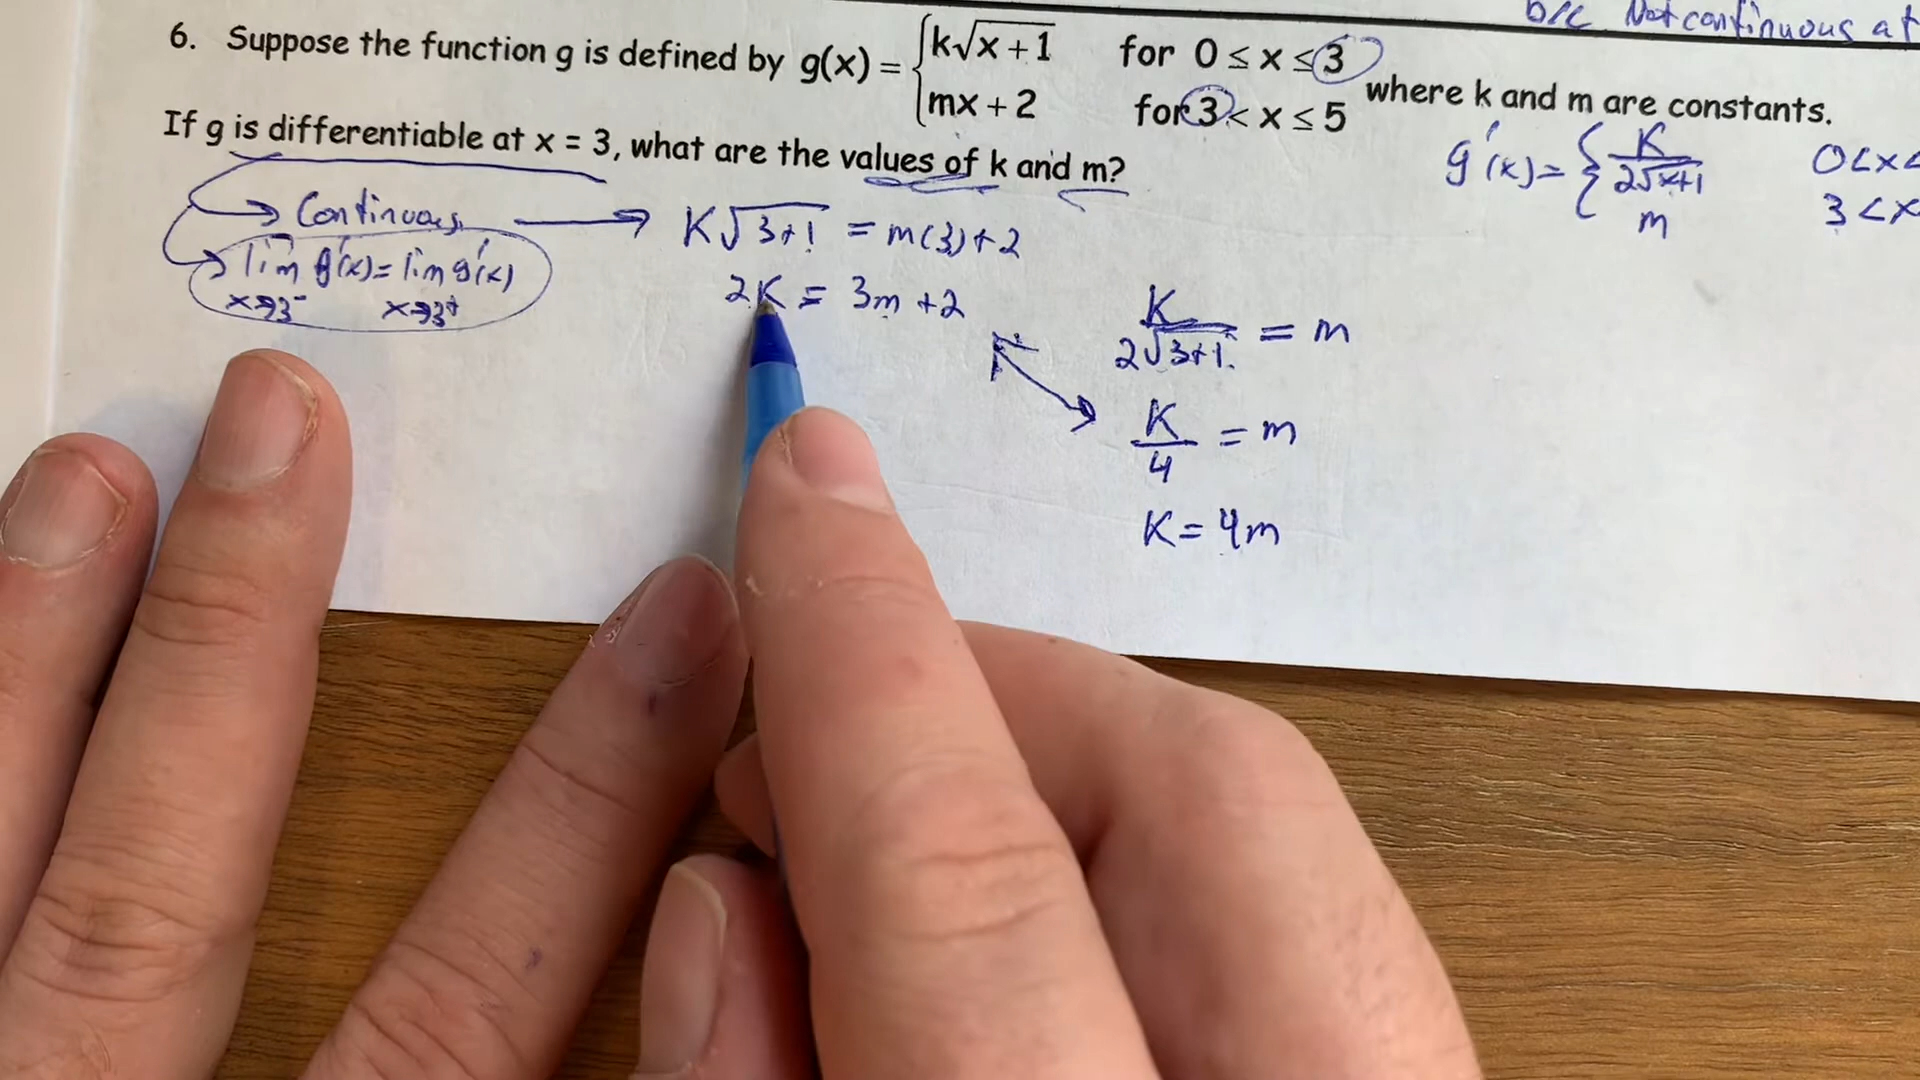 b/c Not continuous at
6. Suppose the function g is defined by g(x) = { k√x + 1 for 0 ≤ x ≤ 3
mx + 2 for 3 < x ≤ 5 where k and m are constants.
If g is differentiable at x = 3, what are the values of k and m?
g'(x) = { K/2√x+1 0<x<
m 3<x
Continuous
lim g'(x) = lim g'(x)
x→3⁻ x→3⁺
K√3+1 = m(3)+2
2K = 3m +2
K/2√3+1 = m
K/4 = m
K = 4m